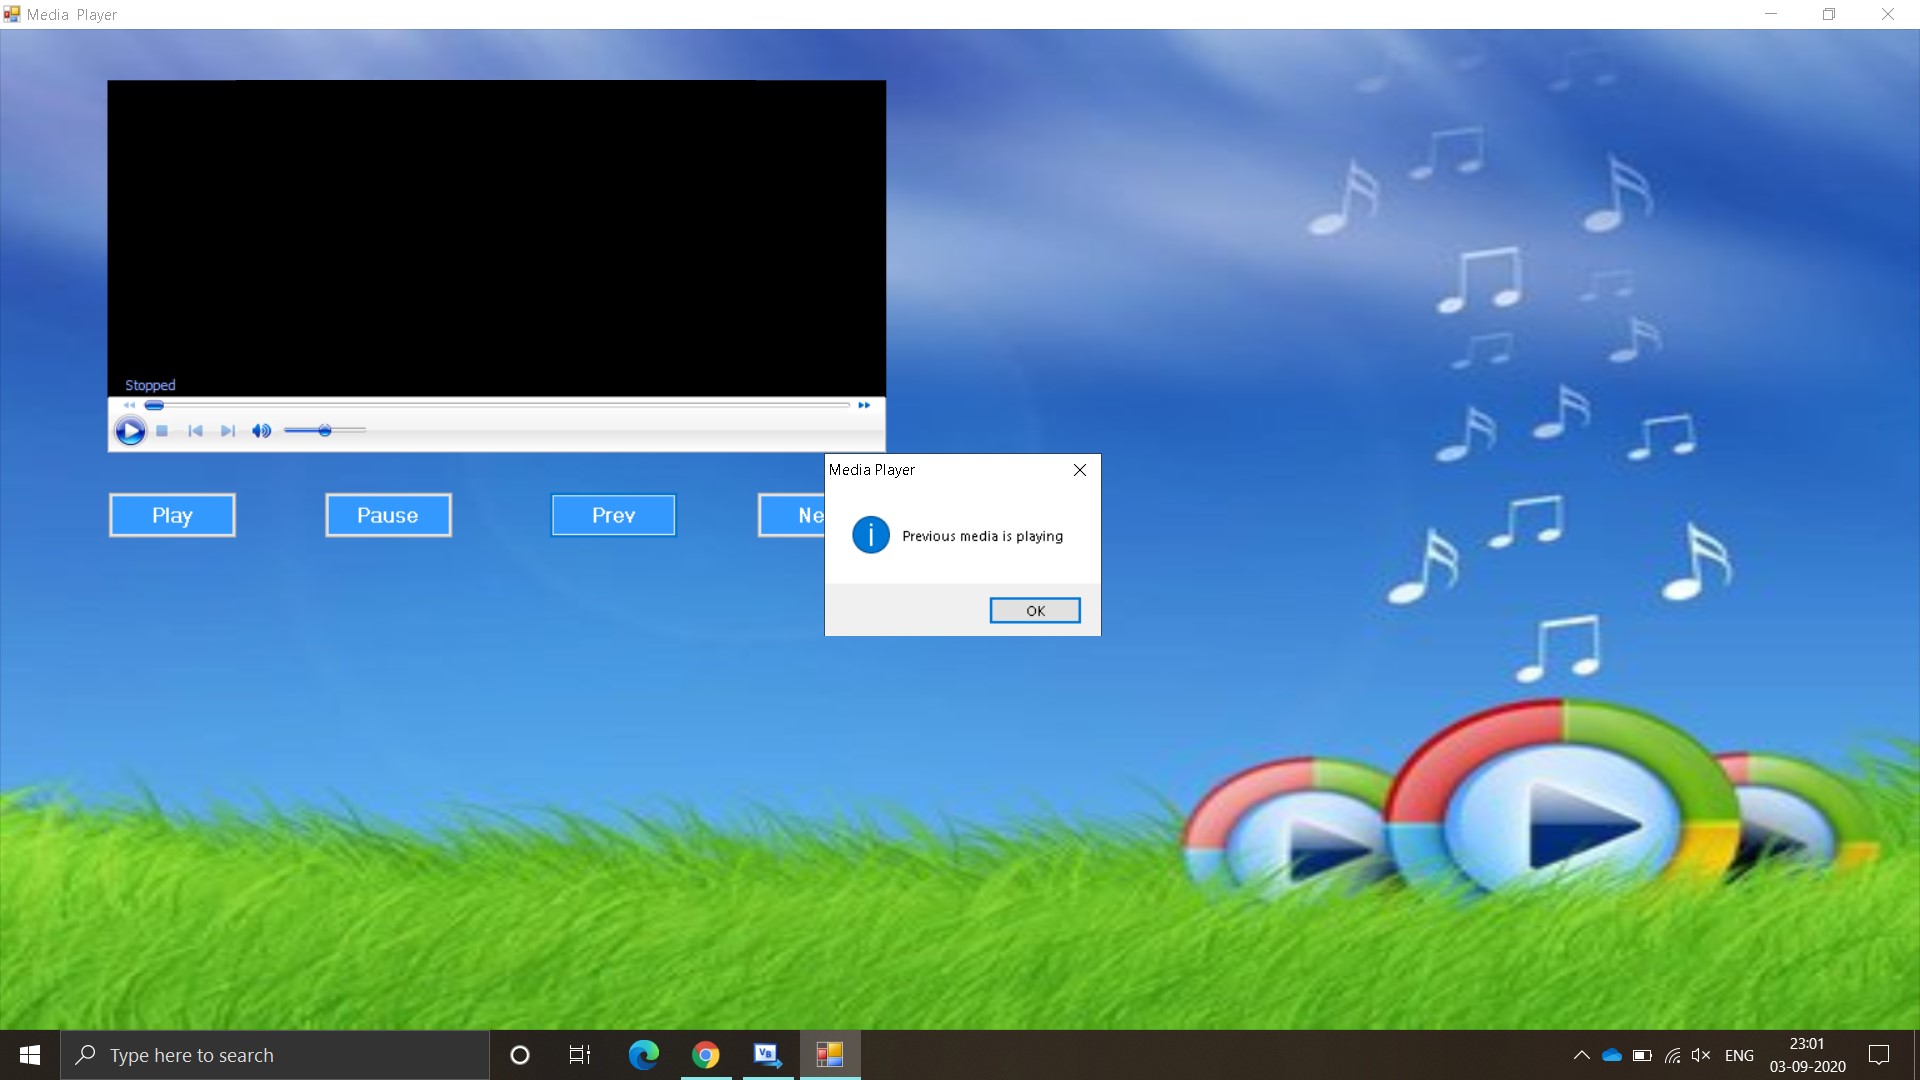 Media Player
Stopped
Play
Pause
Prev
Ne
Media Player
Previous media is playing
OK
Type here to search
VB
ENG
23:01
03-09-2020